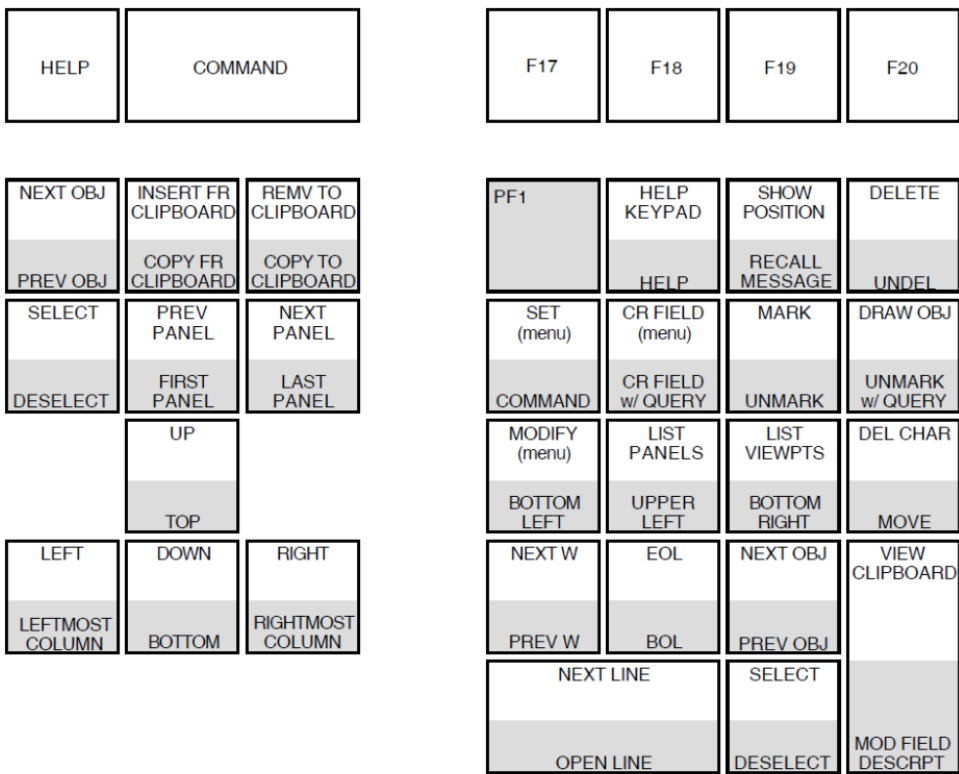 HELP
COMMAND
F17
F18
F19
F20
NEXT OBJ
PREV OBJ
INSERT FR
CLIPBOARD
COPY FR
CLIPBOARD
REMV TO
CLIPBOARD
COPY TO
CLIPBOARD
SELECT
DESELECT
PREV
PANEL
FIRST
PANEL
NEXT
PANEL
LAST
PANEL
UP
TOP
LEFT
LEFTMOST
COLUMN
DOWN
BOTTOM
RIGHT
RIGHTMOST
COLUMN
PF1
HELP
KEYPAD
HELP
SHOW
POSITION
RECALL
MESSAGE
DELETE
UNDEL
SET
(menu)
COMMAND
CR FIELD
(menu)
CR FIELD
w/ QUERY
MARK
UNMARK
DRAW OBJ
UNMARK
w/ QUERY
MODIFY
(menu)
BOTTOM
LEFT
LIST
PANELS
UPPER
LEFT
LIST
VIEWPTS
BOTTOM
RIGHT
DEL CHAR
MOVE
NEXT W
PREV W
EOL
BOL
NEXT OBJ
PREV OBJ
VIEW
CLIPBOARD
MOD FIELD
DESCRPT
NEXT LINE
OPEN LINE
SELECT
DESELECT